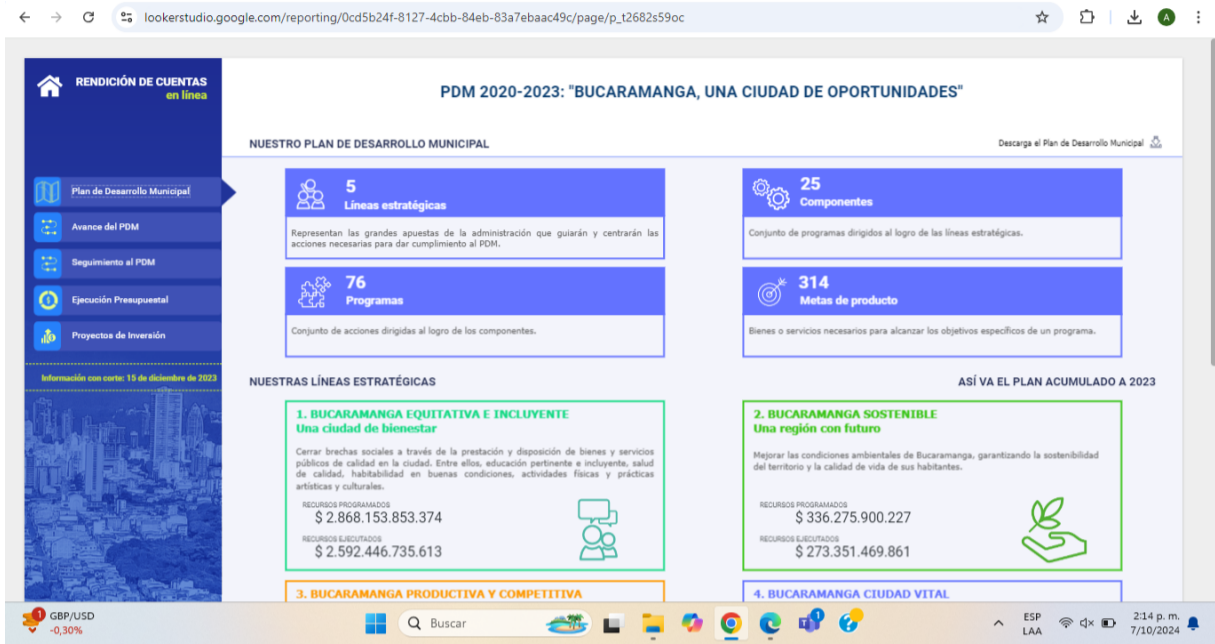 lookerstudio.google.com/reporting/0cd5b24f-8127-4cbb-84eb-83a7ebaac49c/page/p_t2682s59oc
A
RENDICIÓN DE CUENTAS
en línea
PDM 2020-2023: "BUCARAMANGA, UNA CIUDAD DE OPORTUNIDADES"
NUESTRO PLAN DE DESARROLLO MUNICIPAL
Descarga el Plan de Desarrollo Municipal
Plan de Desarrollo Municipal
Avance del PDM
Seguimiento al PDM
Ejecución Presupuestal
Proyectos de Inversión
Información con corte: 15 de diciembre de 2023
5
Líneas estratégicas
Representan las grandes apuestas de la administración que guiarán y centrarán las
acciones necesarias para dar cumplimiento al PDM.
25
Componentes
Conjunto de programas dirigidos al logro de las líneas estratégicas.
76
Programas
Conjunto de acciones dirigidas al logro de los componentes.
314
Metas de producto
Bienes o servicios necesarios para alcanzar los objetivos específicos de un programa.
NUESTRAS LÍNEAS ESTRATÉGICAS
ASÍ VA EL PLAN ACUMULADO A 2023
1. BUCARAMANGA EQUITATIVA E INCLUYENTE
Una ciudad de bienestar
Cerrar brechas sociales a través de la prestación y disposición de bienes y servicios
públicos de calidad en la ciudad. Entre ellos, educación pertinente e incluyente, salud
de calidad, habitabilidad en buenas condiciones, actividades físicas y prácticas
artísticas y culturales.
RECURSOS PROGRAMADOS
$ 2.868.153.853.374
RECURSOS EJECUTADOS
$ 2.592.446.735.613
2. BUCARAMANGA SOSTENIBLE
Una región con futuro
Mejorar las condiciones ambientales de Bucaramanga, garantizando la sostenibilidad
del territorio y la calidad de vida de sus habitantes.
RECURSOS PROGRAMADOS
$ 336.275.900.227
RECURSOS EJECUTADOS
$ 273.351.469.861
3. BUCARAMANGA PRODUCTIVA Y COMPETITIVA
4. BUCARAMANGA CIUDAD VITAL
1
GBP/USD
-0,30%
Buscar
ESP
LAA
2:14 p. m.
7/10/2024